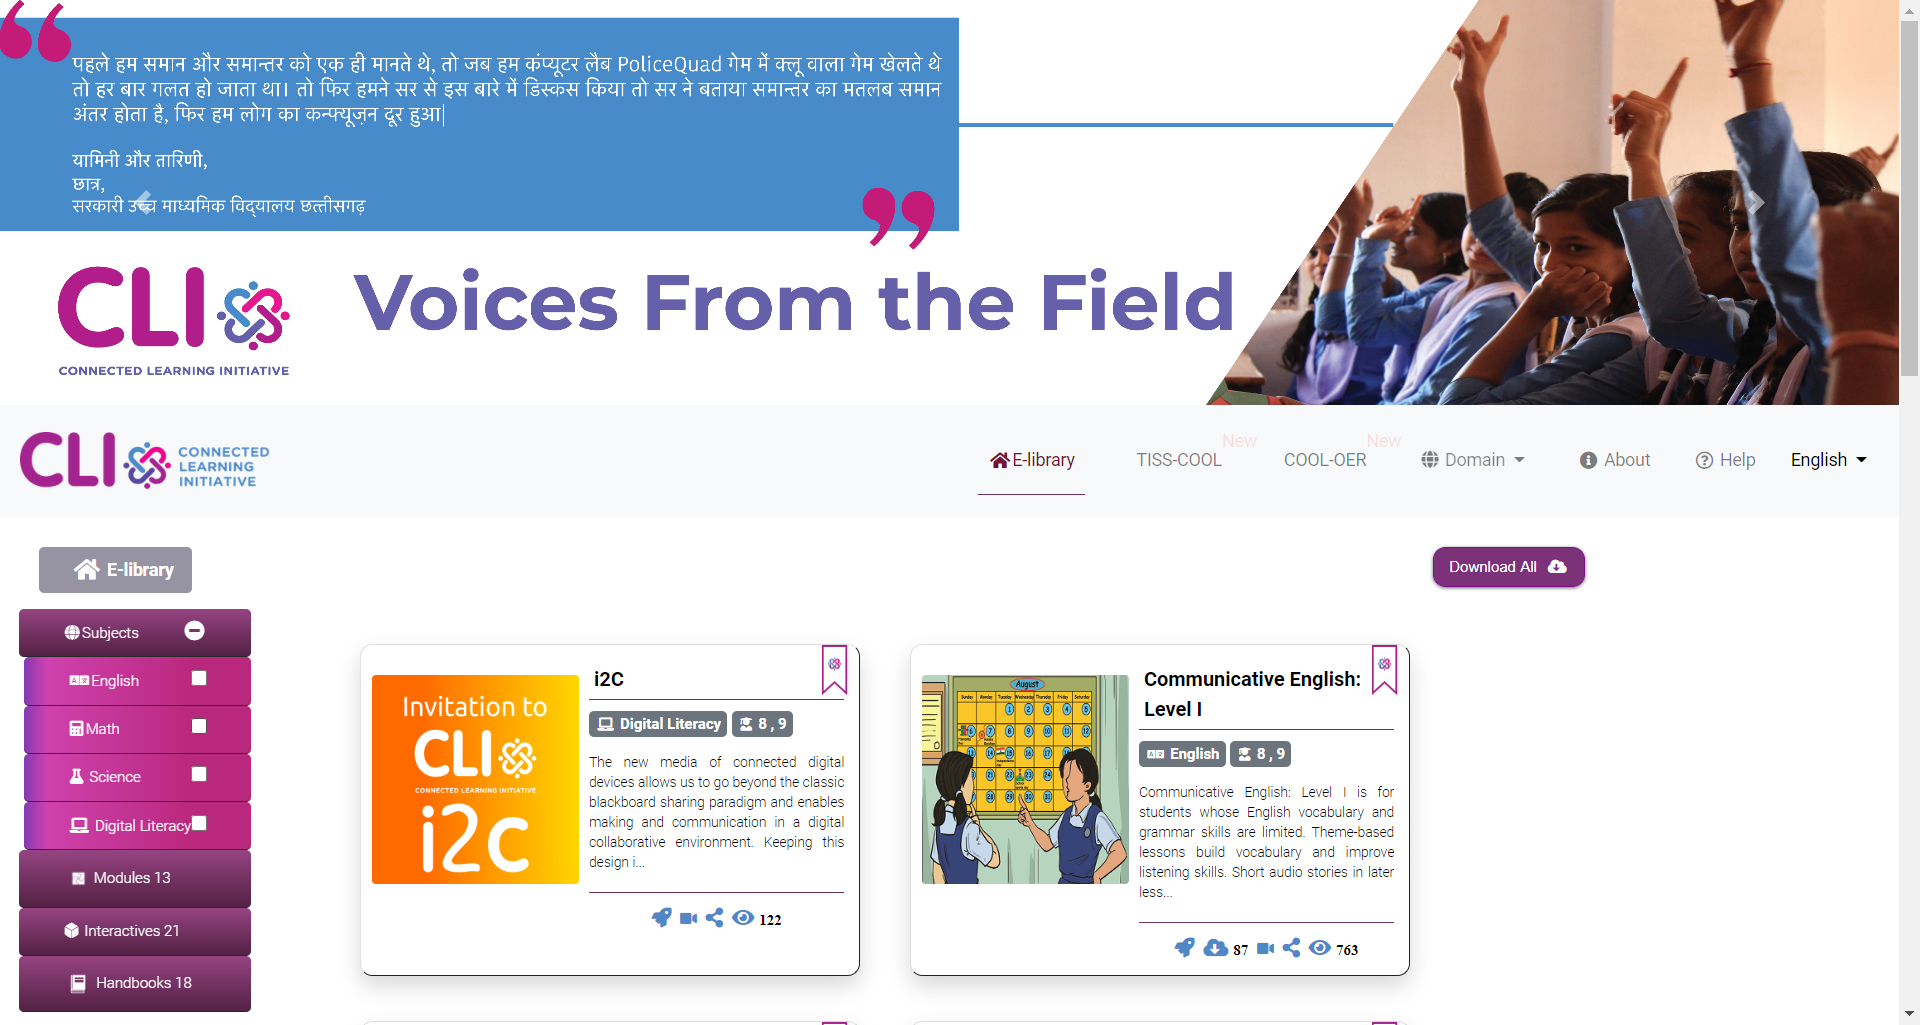 पहले हम समान और समान्तर को एक ही मानते थे, तो जब हम कंप्यूटर लैब PoliceQuad गेम में क्लू वाला गेम खेलते थे
तो हर बार गलत हो जाता था। तो फिर हमने सर से इस बारे में डिस्कस किया तो सर ने बताया समान्तर का मतलब समान
अंतर होता है, फिर हम लोग का कन्फ्यूज़न दूर हुआ|
यामिनी और तारिणी,
छात्र,
सरकारी उच्च माध्यमिक विद्यालय छत्तीसगढ़
CLI
CONNECTED LEARNING INITIATIVE
Voices From the Field
CLI
CONNECTED
LEARNING
INITIATIVE
E-library
TISS-COOL New
COOL-OER New
Domain
About
Help
English
E-library
Download All
Subjects
English
Math
Science
Digital Literacy
Modules 13
Interactives 21
Handbooks 18
Invitation to
CLI
CONNECTED LEARNING INITIATIVE
i2c
i2C
Digital Literacy 8 , 9
The new media of connected digital
devices allows us to go beyond the classic
blackboard sharing paradigm and enables
making and communication in a digital
collaborative environment. Keeping this
design i...
122
August
Communicative English:
Level I
English 8 , 9
Communicative English: Level I is for
students whose English vocabulary and
grammar skills are limited. Theme-based
lessons build vocabulary and improve
listening skills. Short audio stories in later
less...
87 763